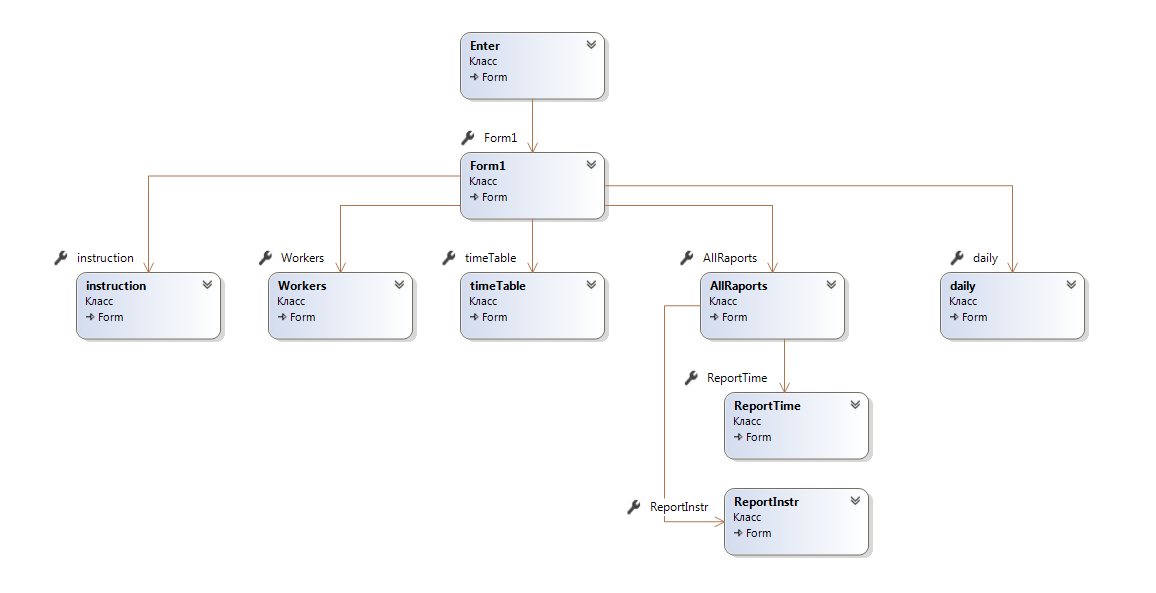 Enter
Класс
Form
Form1
Form1
Класс
Form
instruction
Workers
timeTable
AllRaports
daily
instruction
Класс
Form
Workers
Класс
Form
timeTable
Класс
Form
AllRaports
Класс
Form
daily
Класс
Form
ReportTime
ReportTime
Класс
Form
ReportInstr
ReportInstr
Класс
Form